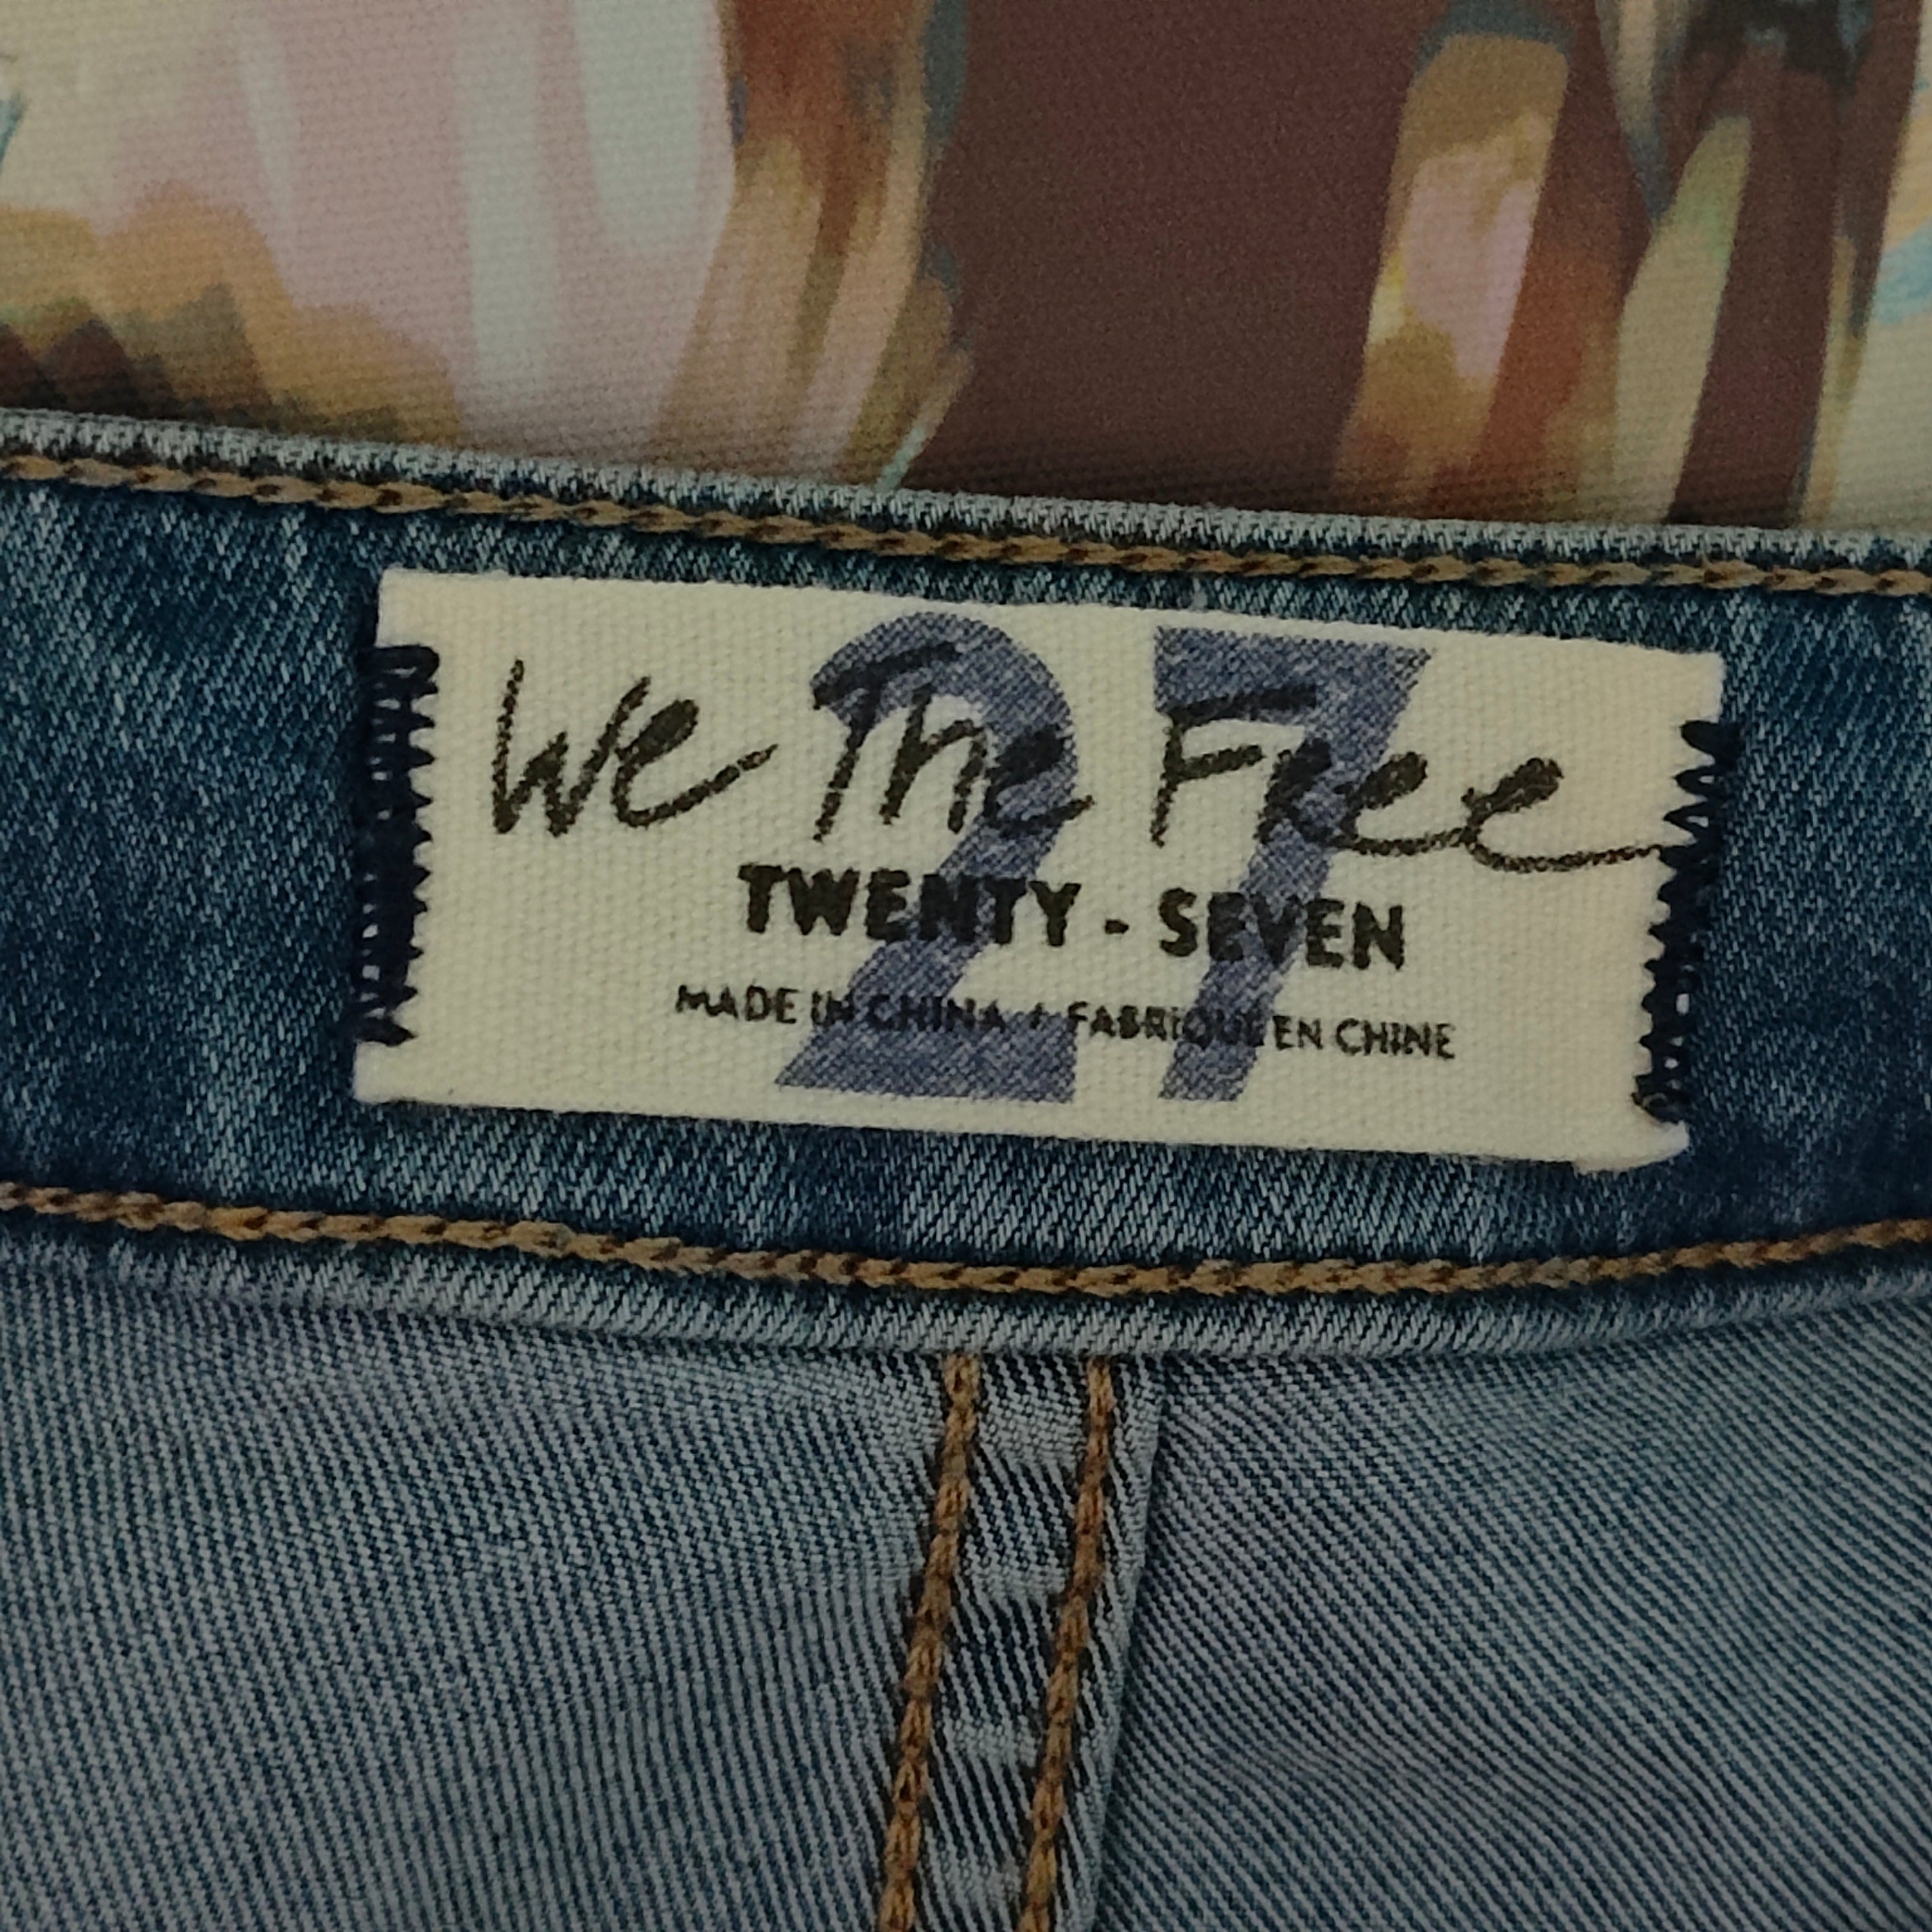 27
We The Free
TWENTY - SEVEN
MADE IN CHINA / FABRIQUE EN CHINE